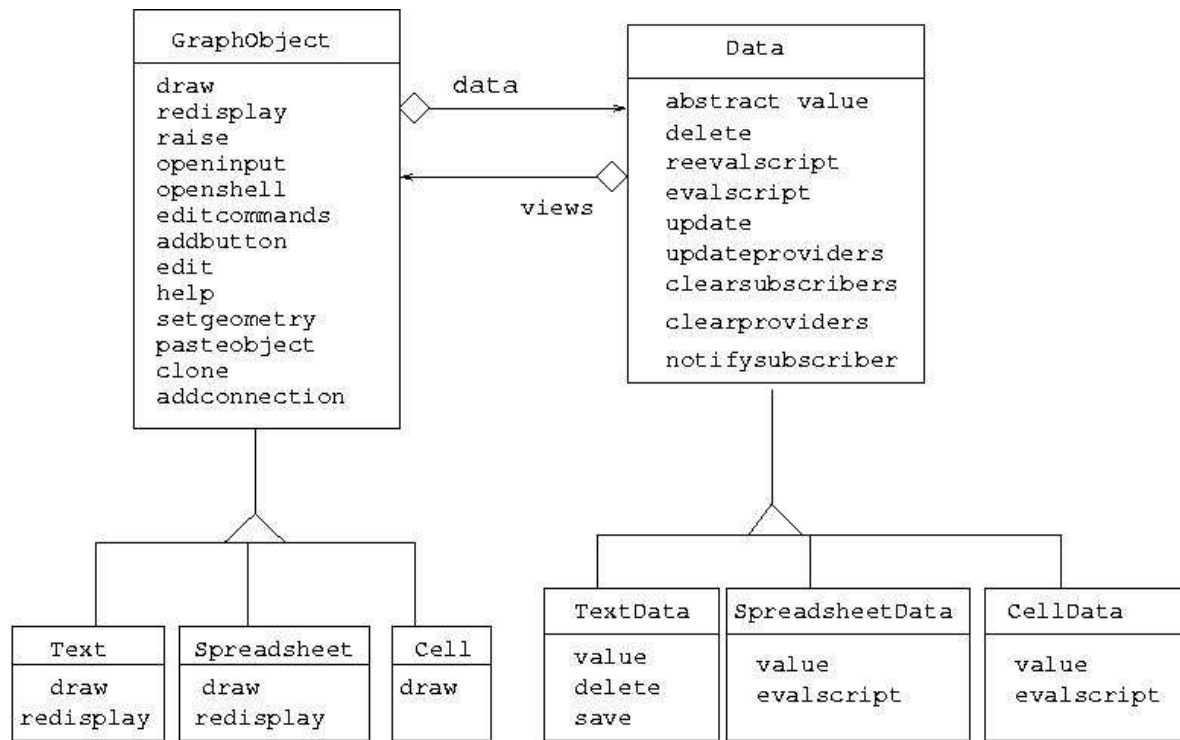 GraphObject
draw
redisplay
raise
openinput
openshell
editcommands
addbutton
edit
help
setgeometry
pasteobject
clone
addconnection
data
views
Data
abstract value
delete
reevalscript
evalscript
update
updateproviders
clearsubscribers
clearproviders
notifysubscriber
Text
draw
redisplay
Spreadsheet
draw
redisplay
Cell
draw
TextData
value
delete
save
SpreadsheetData
value
evalscript
CellData
value
evalscript